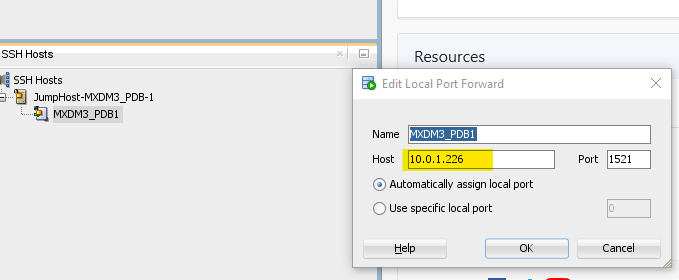 SSH Hosts
SSH Hosts
JumpHost-MXDM3_PDB-1
MXDM3_PDB1
Resources
Edit Local Port Forward
Name MXDM3_PDB1
Host 10.0.1.226 Port 1521
Automatically assign local port
Use specific local port 0
Help OK Cancel